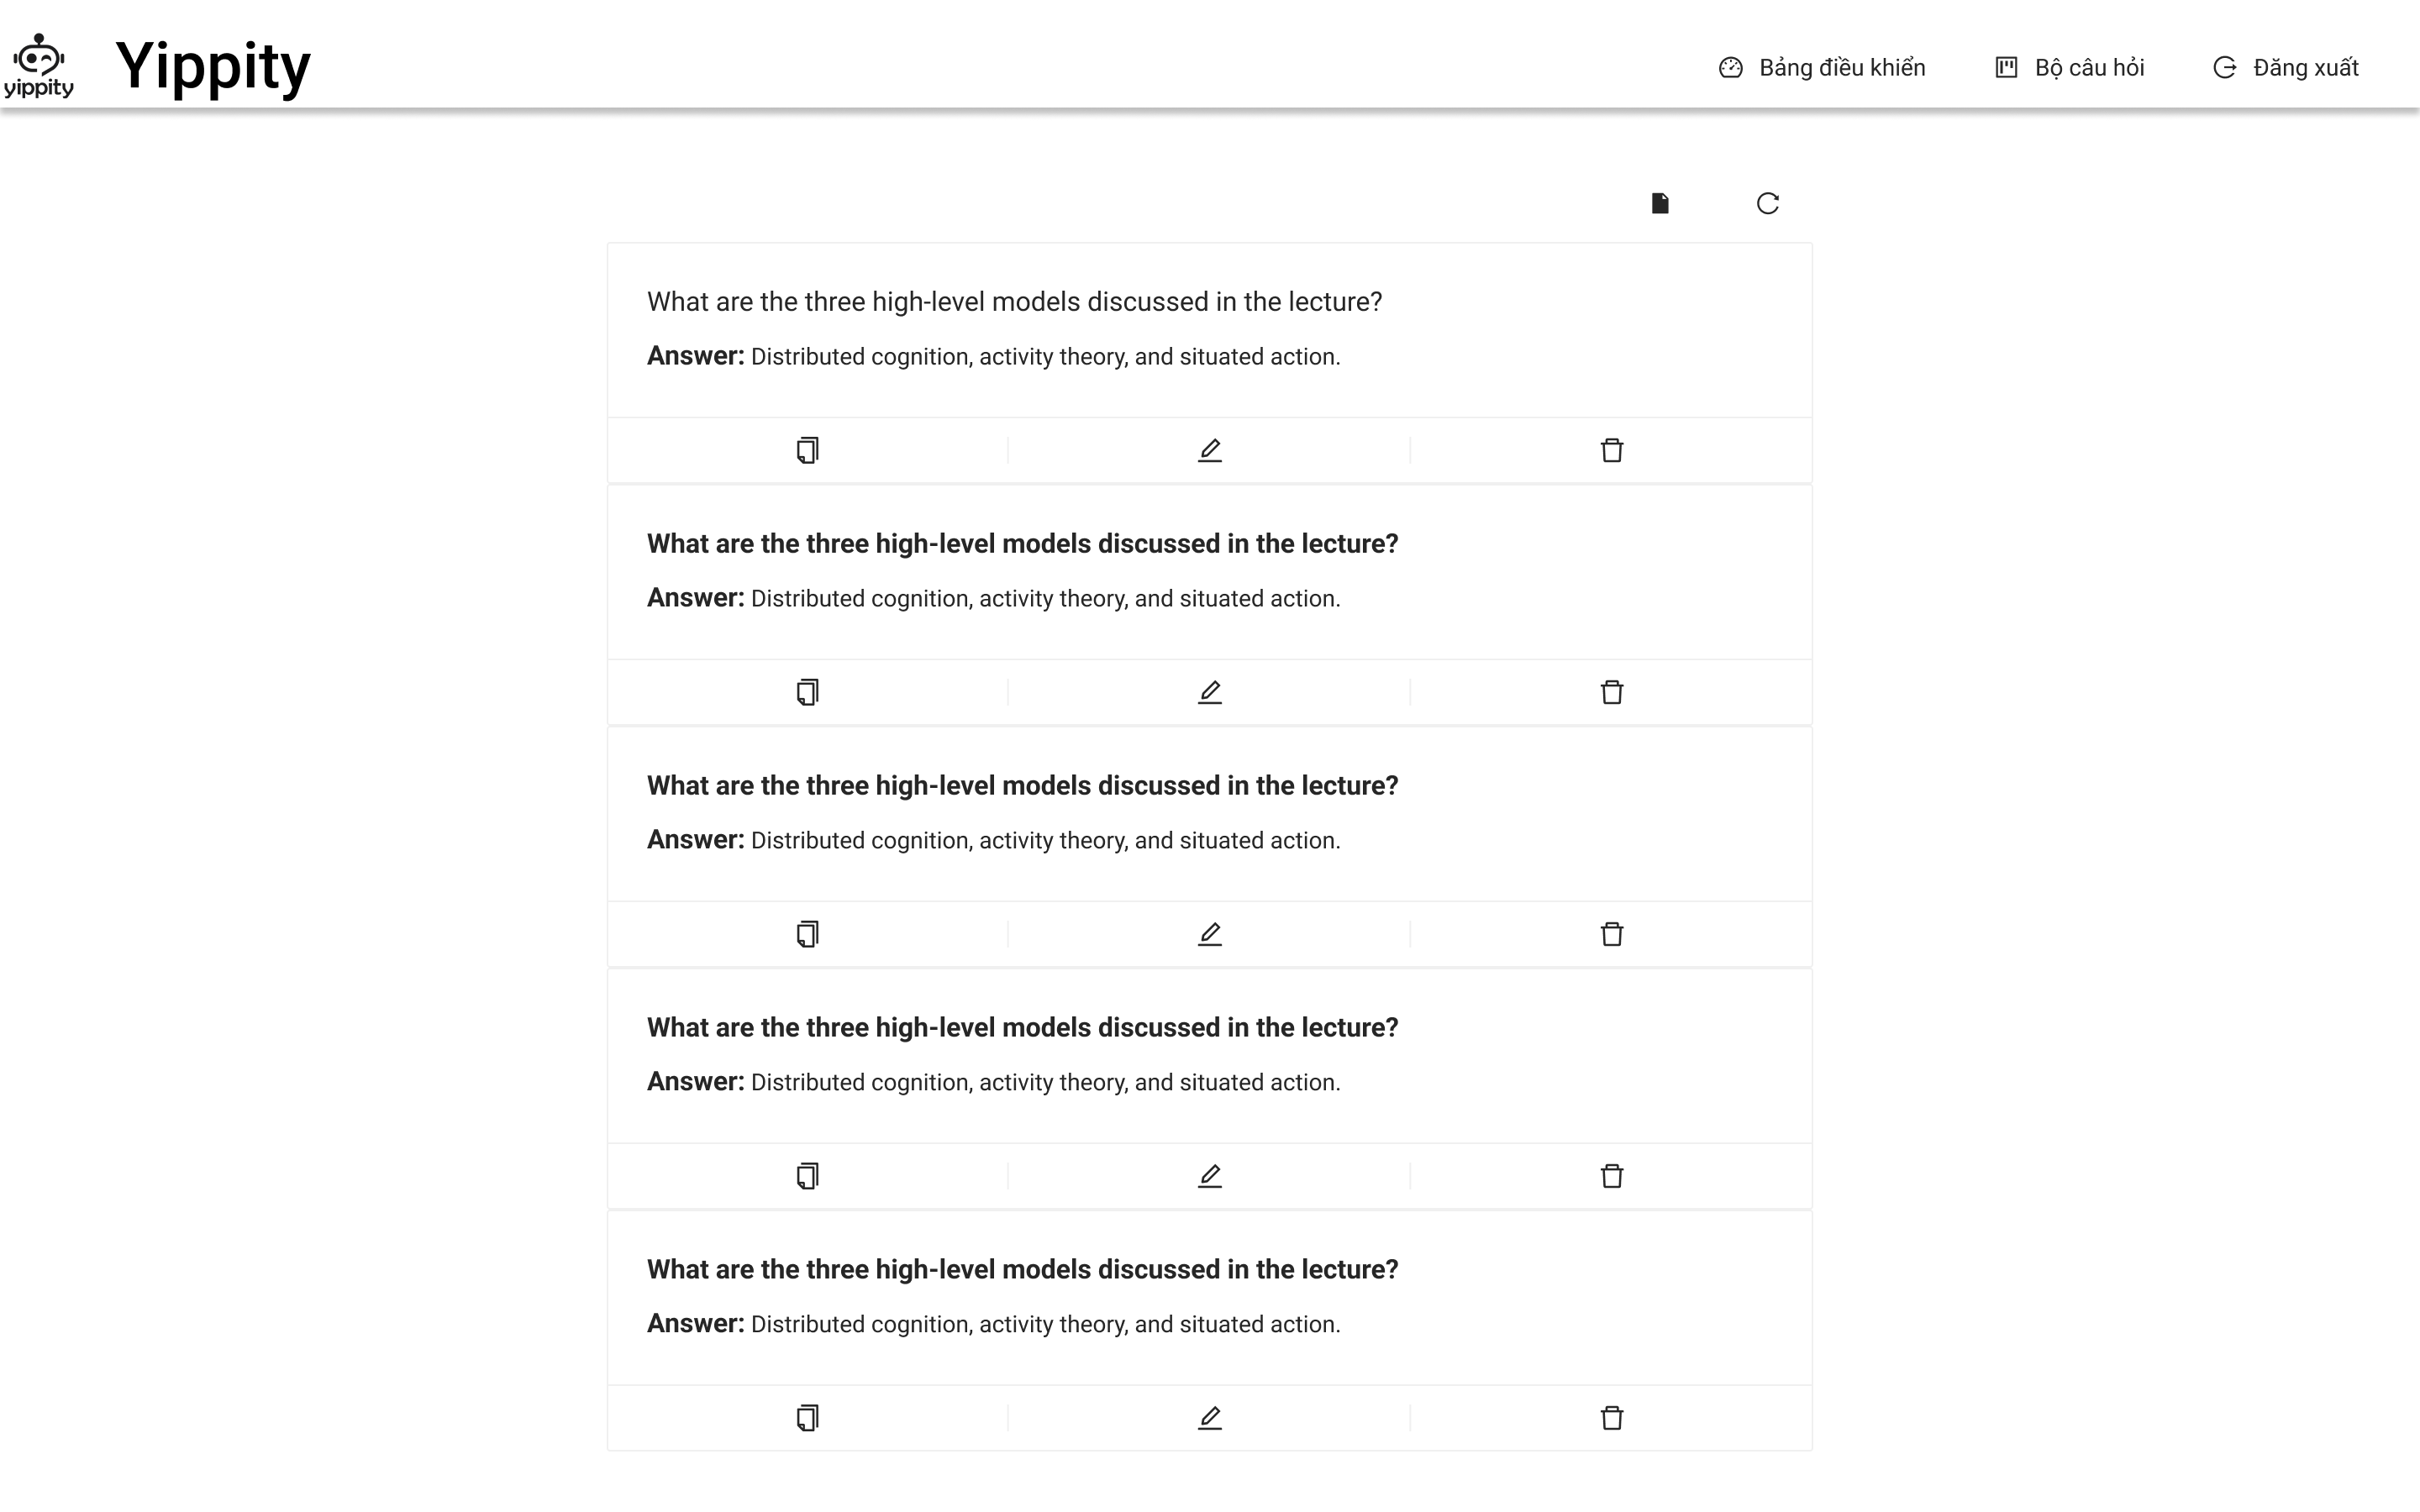 yippity
Yippity
Bảng điều khiển
Bộ câu hỏi
Đăng xuất
What are the three high-level models discussed in the lecture?
Answer: Distributed cognition, activity theory, and situated action.
What are the three high-level models discussed in the lecture?
Answer: Distributed cognition, activity theory, and situated action.
What are the three high-level models discussed in the lecture?
Answer: Distributed cognition, activity theory, and situated action.
What are the three high-level models discussed in the lecture?
Answer: Distributed cognition, activity theory, and situated action.
What are the three high-level models discussed in the lecture?
Answer: Distributed cognition, activity theory, and situated action.